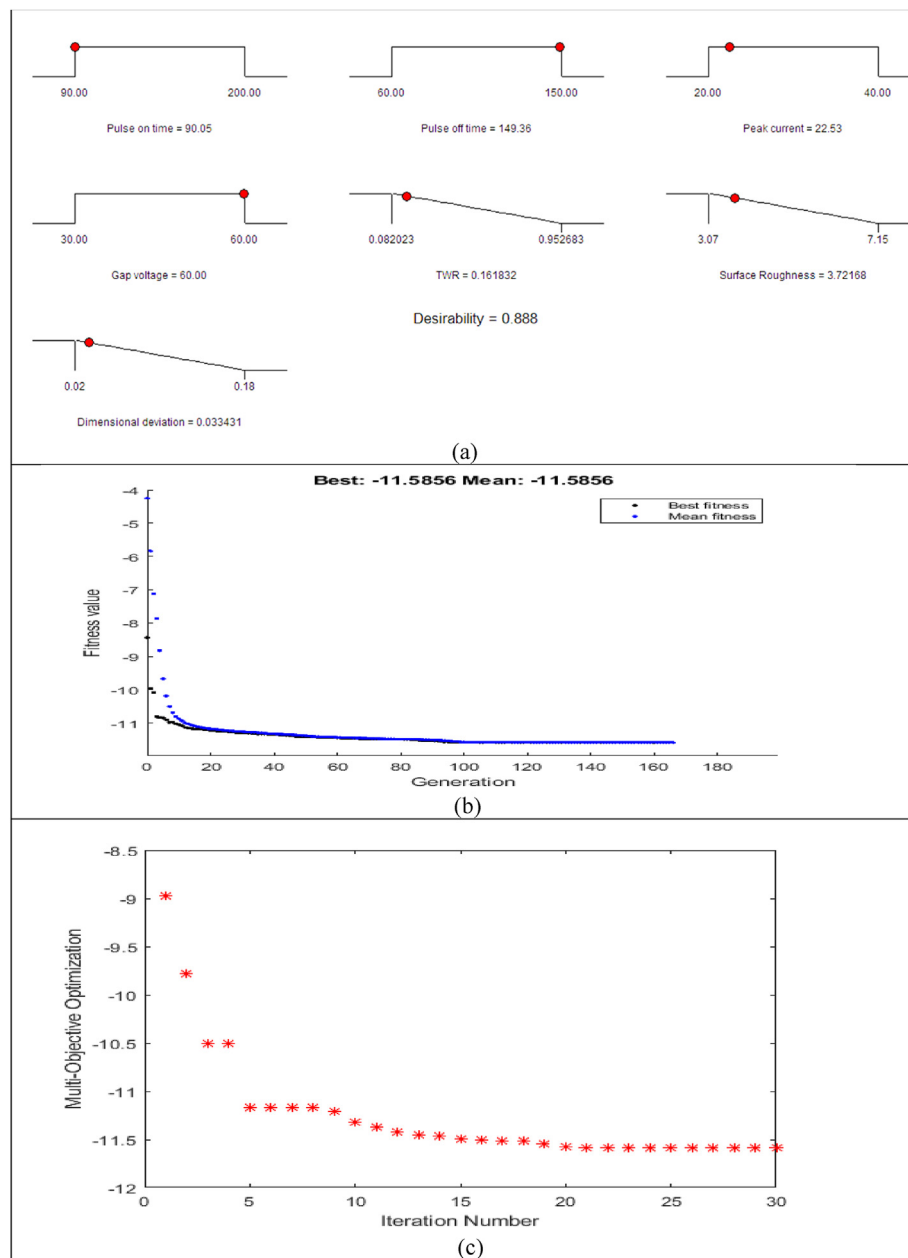 90.00 200.00 60.00 150.00 20.00 40.00
Pulse on time = 90.05 Pulse off time = 149.36 Peak current = 22.53
30.00 60.00 0.082023 0.952683 3.07 7.15
Gap voltage = 60.00 TWR = 0.161832 Surface Roughness = 3.72168
Desirability = 0.888
0.02 0.18
Dimensional deviation = 0.033431
(a)
Best: -11.5856 Mean: -11.5856
Best fitness
Mean fitness
Fitness value
-4
-5
-6
-7
-8
-9
-10
-11
0 20 40 60 80 100 120 140 160 180
Generation
(b)
Multi-Objective Optimization
-8.5
-9
-9.5
-10
-10.5
-11
-11.5
-12
0 5 10 15 20 25 30
Iteration Number
(c)